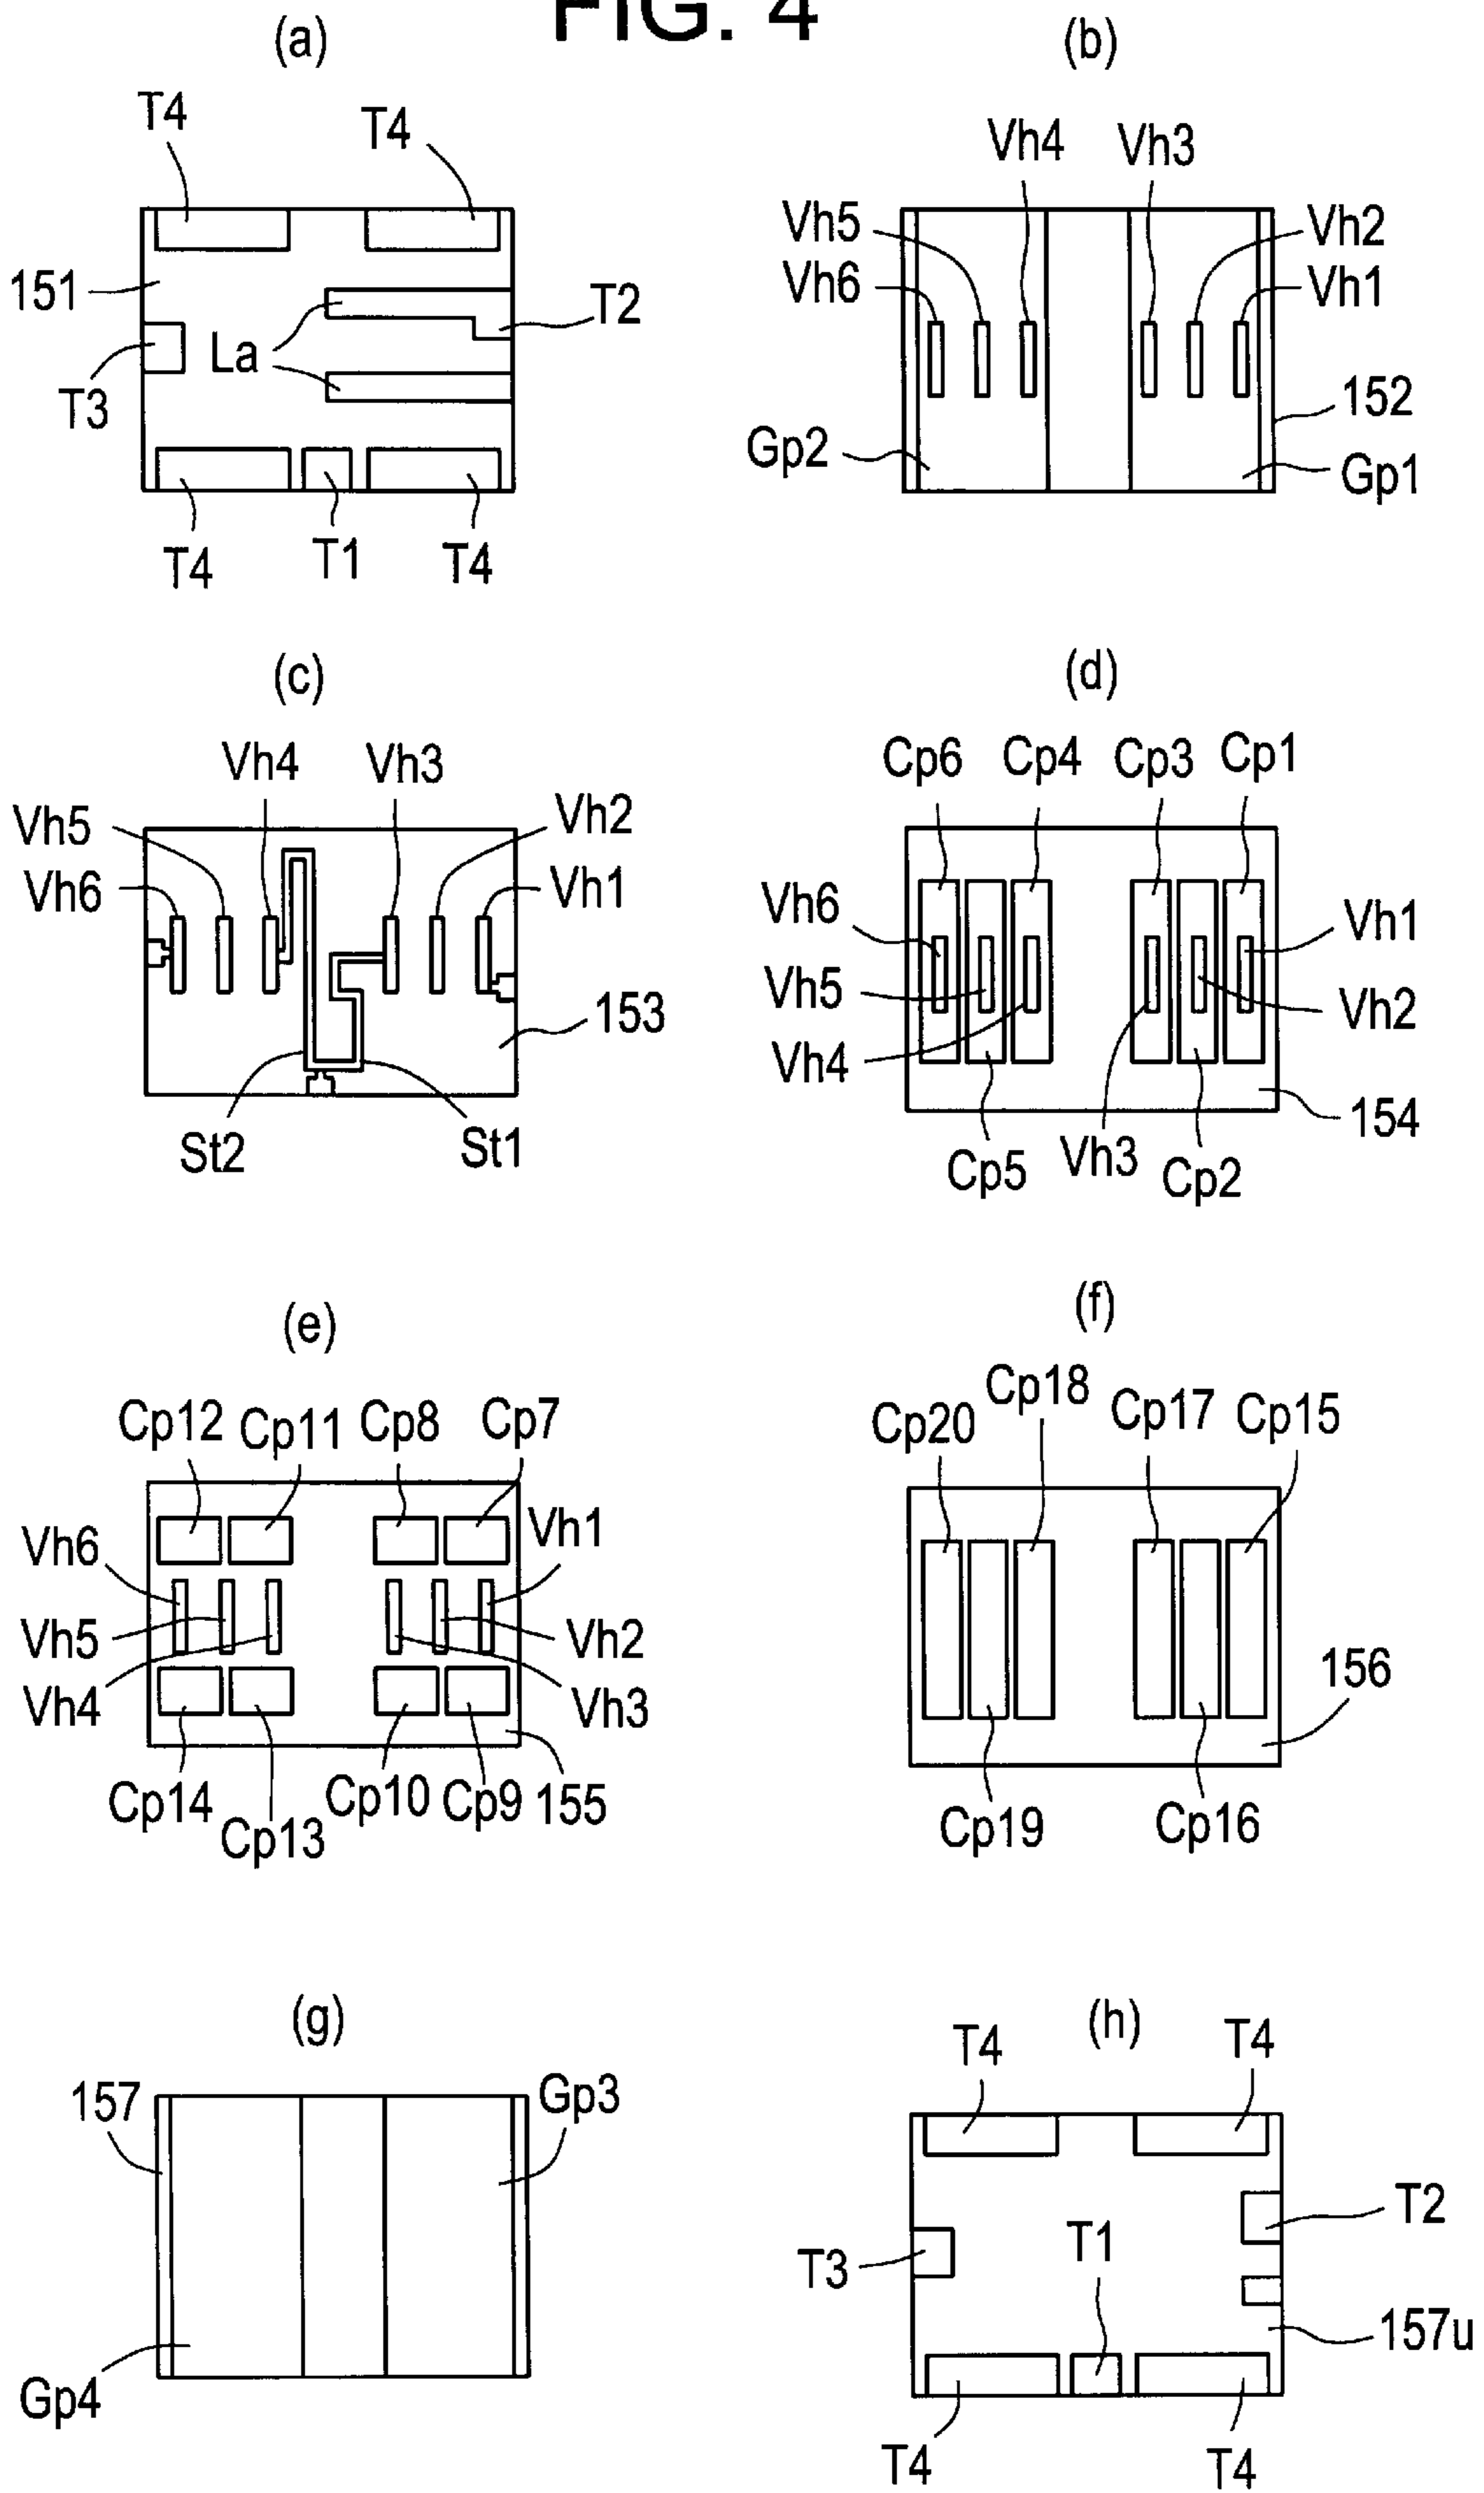 FIG. 4
(a)
T4
T4
151
T2
La
T3
T4
T1
T4
(b)
Vh4
Vh3
Vh5
Vh2
Vh6
Vh1
152
Gp2
Gp1
(c)
Vh4
Vh3
Vh5
Vh2
Vh6
Vh1
153
St2
St1
(d)
Cp6
Cp4
Cp3
Cp1
Vh6
Vh1
Vh5
Vh2
Vh4
154
Cp5
Vh3
Cp2
(e)
Cp12
Cp11
Cp8
Cp7
Vh6
Vh1
Vh5
Vh2
Vh4
Vh3
Cp14
Cp13
Cp10
Cp9
155
(f)
Cp20
Cp18
Cp17
Cp15
156
Cp19
Cp16
(g)
157
Gp3
Gp4
(h)
T4
T4
T2
T1
T3
157u
T4
T4